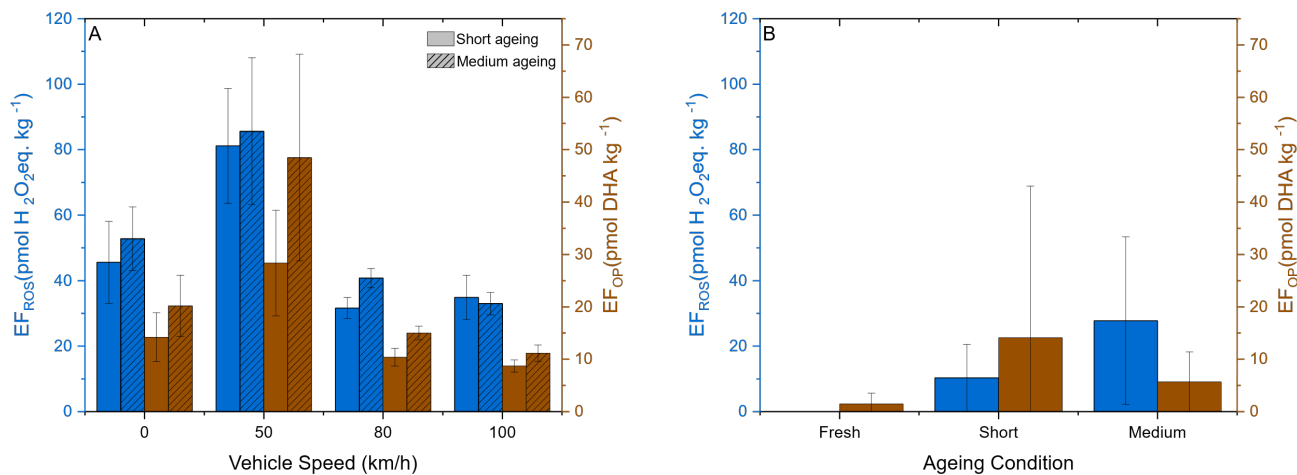 A
Short ageing
Medium ageing
EF_ROS(pmol H ₂O₂eq. kg ⁻¹)
120
100
80
60
40
20
0
EF_OP(pmol DHA kg ⁻¹)
70
60
50
40
30
20
10
0
0 50 80 100
Vehicle Speed (km/h)
B
EF_ROS(pmol H ₂O₂eq. kg ⁻¹)
120
100
80
60
40
20
0
EF_OP(pmol DHA kg ⁻¹)
70
60
50
40
30
20
10
0
Fresh Short Medium
Ageing Condition